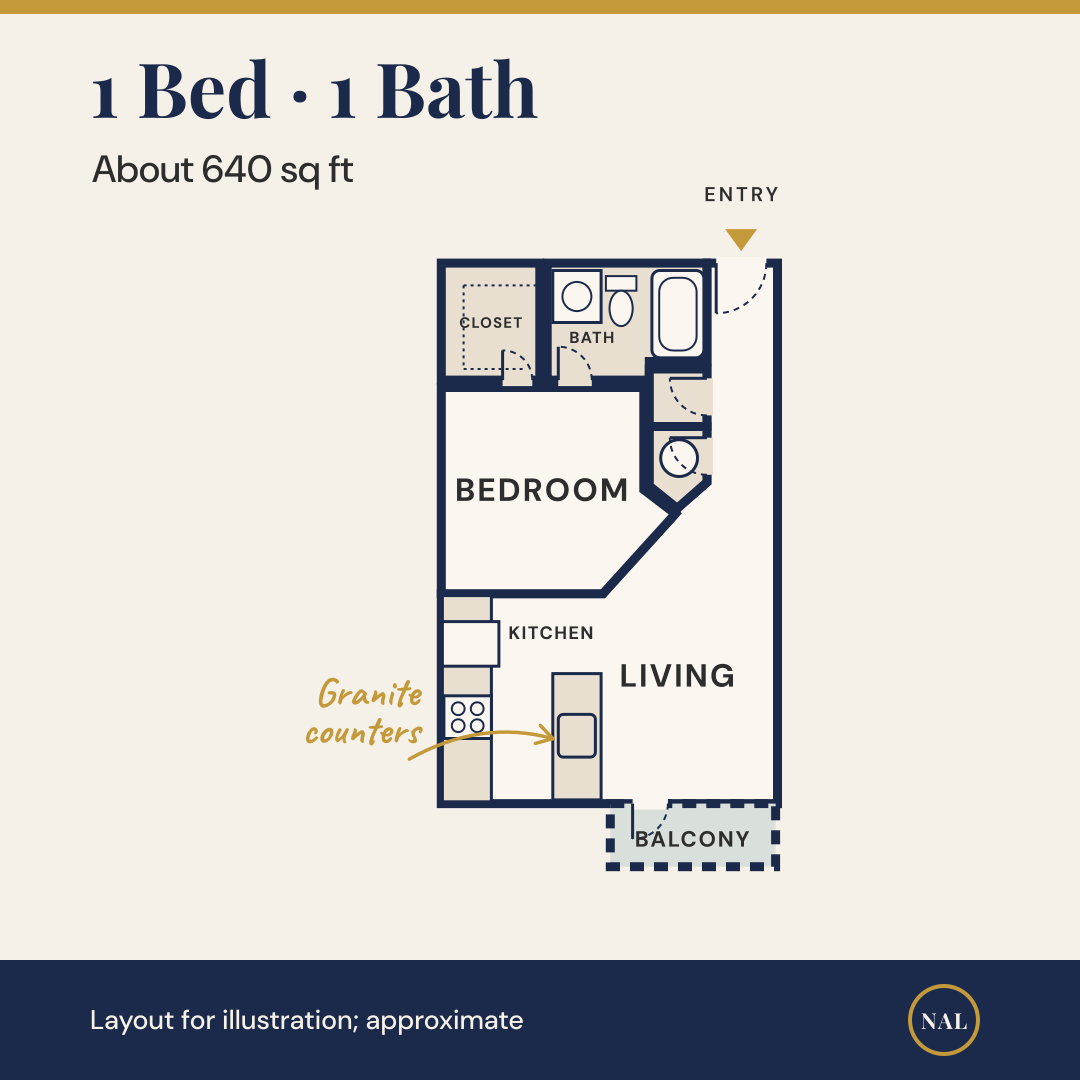 1 Bed · 1 Bath
About 640 sq ft
ENTRY
CLOSET
BATH
BEDROOM
KITCHEN
LIVING
Granite
counters
BALCONY
Layout for illustration; approximate
NAL